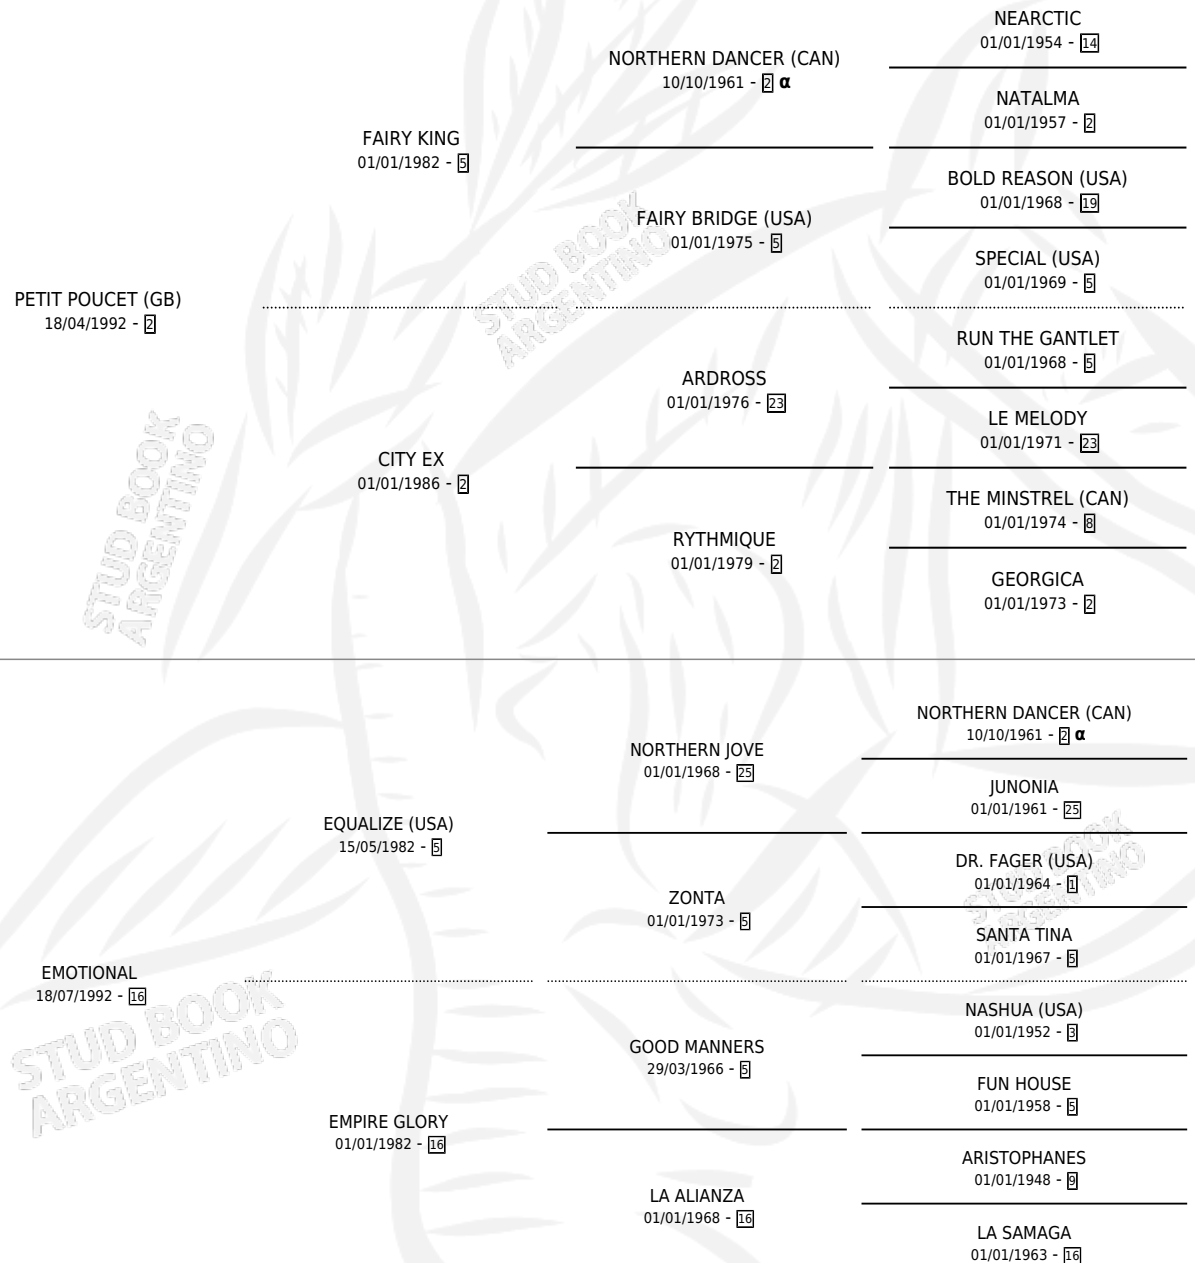 NEARCTIC
01/01/1954 - 14
NORTHERN DANCER (CAN)
10/10/1961 - 2 α
NATALMA
01/01/1957 - 2
FAIRY KING
01/01/1982 - 5
BOLD REASON (USA)
01/01/1968 - 19
FAIRY BRIDGE (USA)
01/01/1975 - 5
SPECIAL (USA)
01/01/1969 - 5
PETIT POUCET (GB)
18/04/1992 - 2
RUN THE GANTLET
01/01/1968 - 5
ARDROSS
01/01/1976 - 23
LE MELODY
01/01/1971 - 23
CITY EX
01/01/1986 - 2
THE MINSTREL (CAN)
01/01/1974 - 8
RYTHMIQUE
01/01/1979 - 2
GEORGICA
01/01/1973 - 2
NORTHERN DANCER (CAN)
10/10/1961 - 2 α
NORTHERN JOVE
01/01/1968 - 25
JUNONIA
01/01/1961 - 25
EQUALIZE (USA)
15/05/1982 - 5
DR. FAGER (USA)
01/01/1964 - 1
ZONTA
01/01/1973 - 5
SANTA TINA
01/01/1967 - 5
EMOTIONAL
18/07/1992 - 16
NASHUA (USA)
01/01/1952 - 3
GOOD MANNERS
29/03/1966 - 5
FUN HOUSE
01/01/1958 - 5
EMPIRE GLORY
01/01/1982 - 16
ARISTOPHANES
01/01/1948 - 9
LA ALIANZA
01/01/1968 - 16
LA SAMAGA
01/01/1963 - 16
STUD BOOK
ARGENTINO
STUD BOOK
ARGENTINO
STUD BOOK
ARGENTINO
STUD BOOK
ARGENTINO